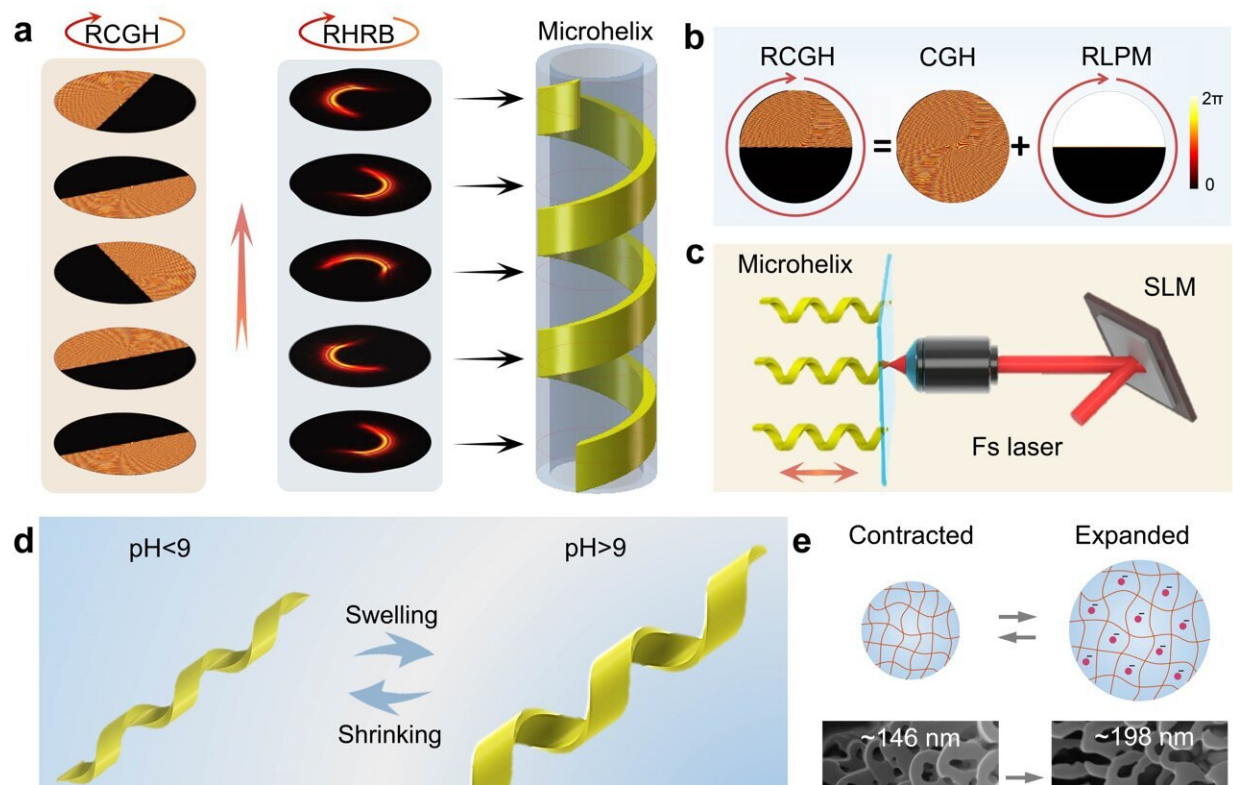 a
RCGH
RHRB
Microhelix
b
RCGH
CGH
RLPM
=
+
2π
0
c
Microhelix
SLM
Fs laser
d
pH<9
pH>9
Swelling
Shrinking
e
Contracted
Expanded
~146 nm
~198 nm